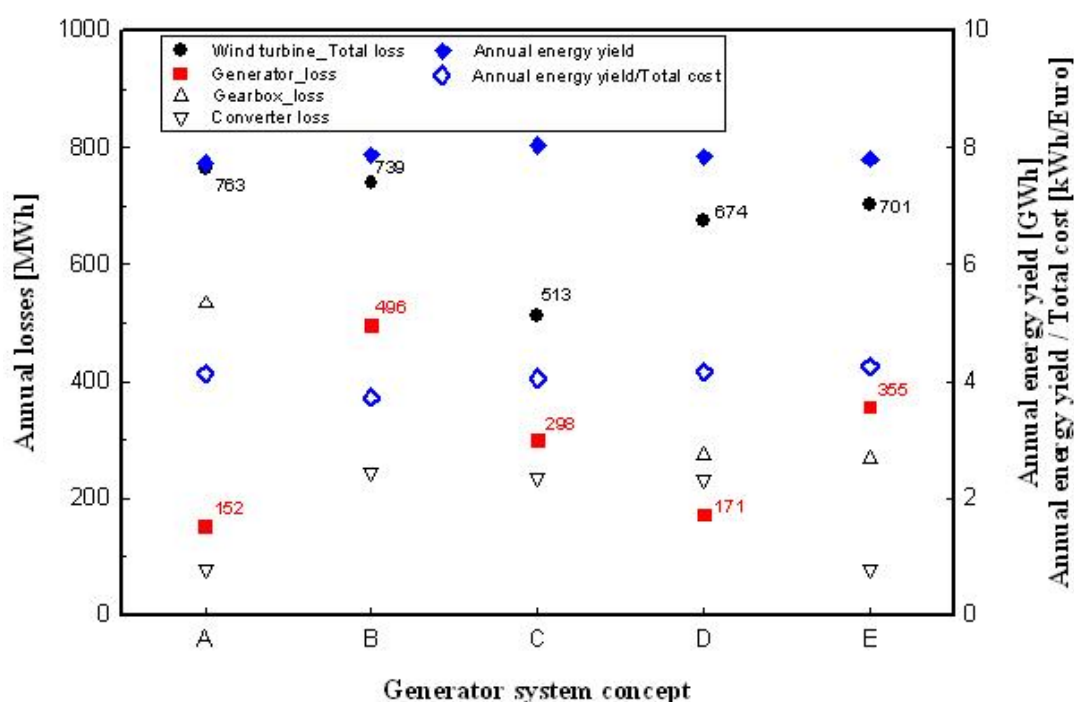 1000
800
600
400
200
0
Annual losses [MWh]
Wind turbine_Total loss
Generator_loss
Gearbox_loss
Converter loss
Annual energy yield
Annual energy yield/Total cost
763
739
513
674
701
496
298
355
152
171
10
8
6
4
2
0
Annual energy yield [GWh]
Annual energy yield / Total cost [kWh/Euro]
A
B
C
D
E
Generator system concept